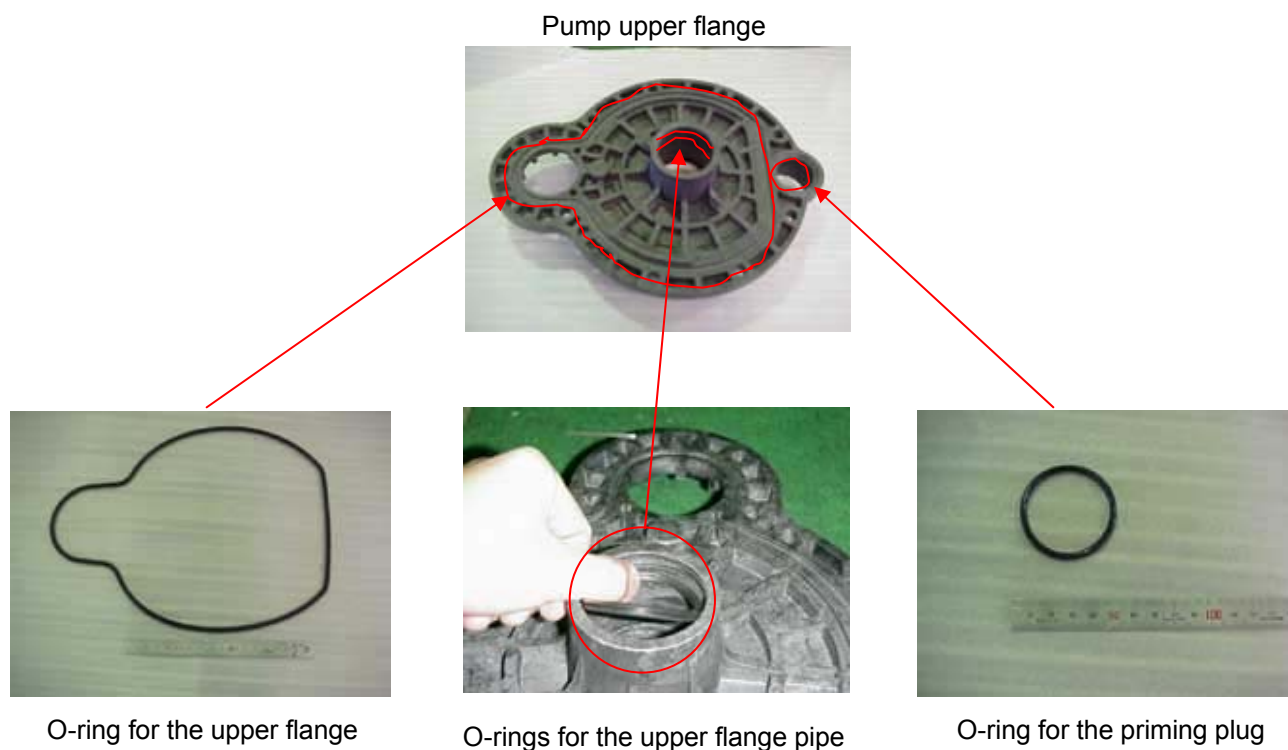 Pump upper flange
O-ring for the upper flange
O-rings for the upper flange pipe
O-ring for the priming plug
100